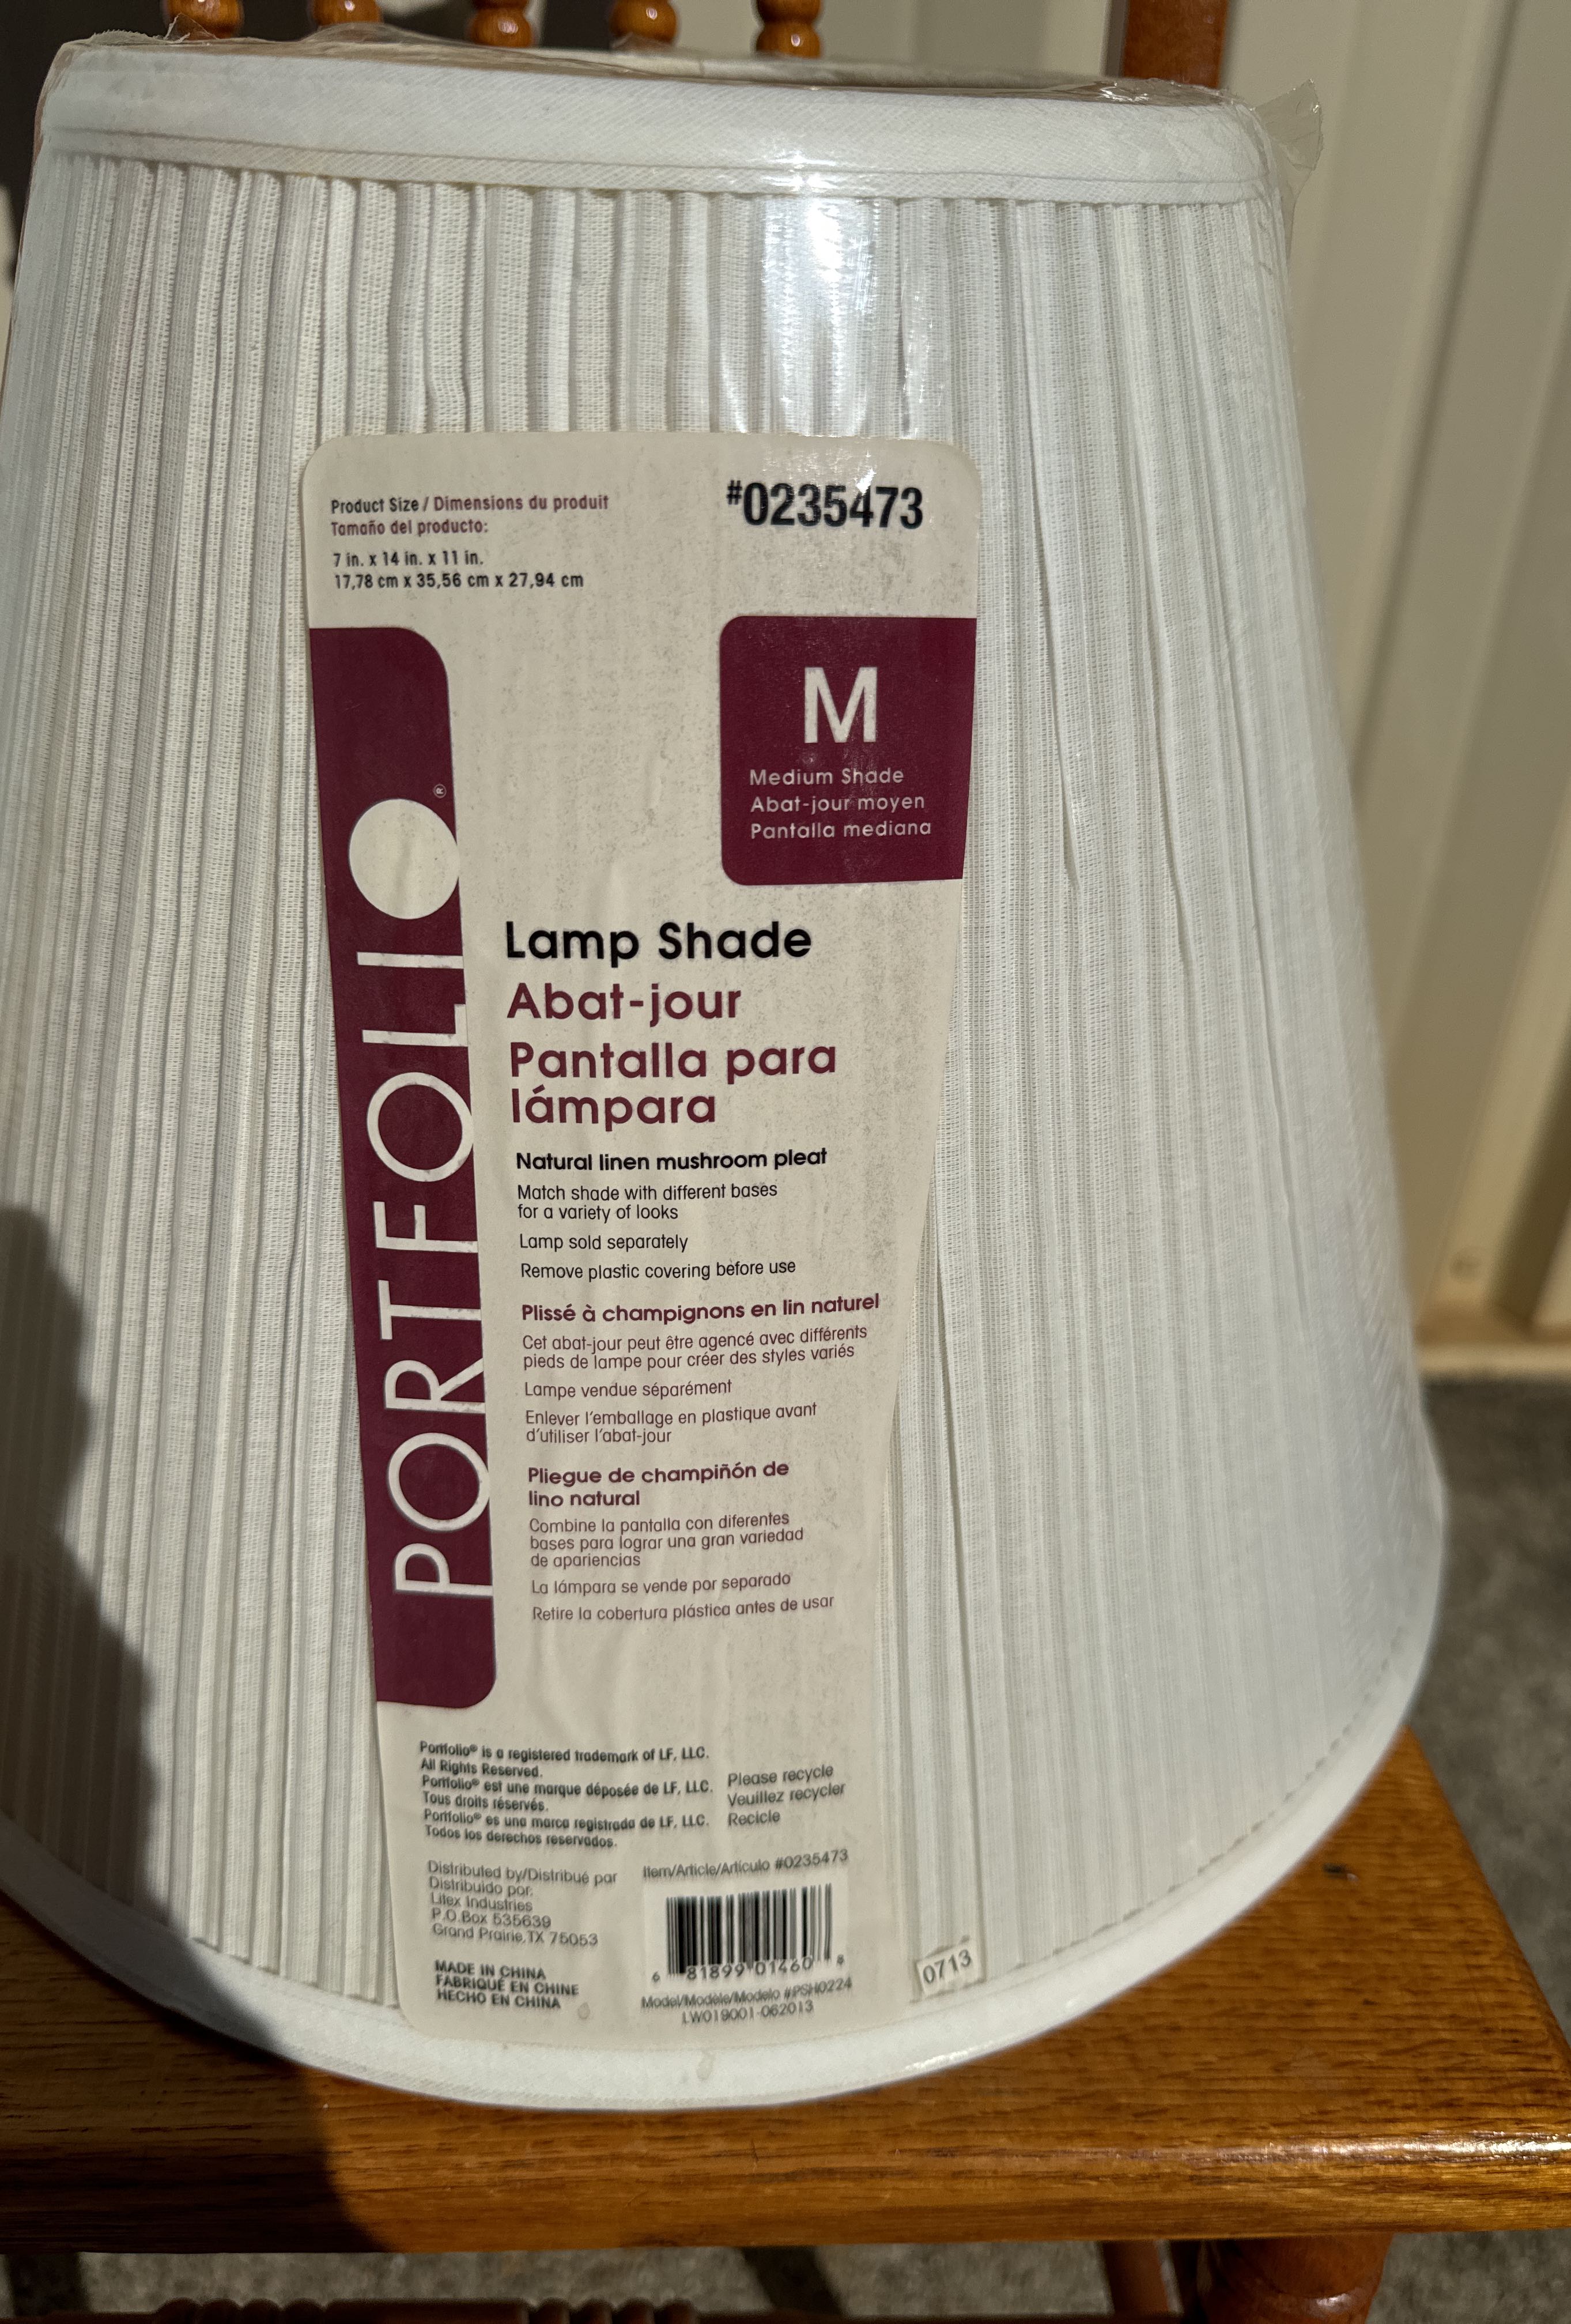 Product Size / Dimensions du produit
Tamaño del producto:
7 in. x 14 in. x 11 in.
17,78 cm x 35,56 cm x 27,94 cm
#0235473
M
Medium Shade
Abat-jour moyen
Pantalla mediana
PORTFOLIO®
Lamp Shade
Abat-jour
Pantalla para
lámpara
Natural linen mushroom pleat
Match shade with different bases
for a variety of looks
Lamp sold separately
Remove plastic covering before use
Plissé à champignons en lin naturel
Cet abat-jour peut être agencé avec différents
pieds de lampe pour créer des styles variés
Lampe vendue séparément
Enlever l'emballage en plastique avant
d'utiliser l'abat-jour
Pliegue de champiñón de
lino natural
Combine la pantalla con diferentes
bases para lograr una gran variedad
de apariencias
La lámpara se vende por separado
Retire la cobertura plástica antes de usar
Portfolio® is a registered trademark of LF, LLC.
All Rights Reserved.
Portfolio® est une marque déposée de LF, LLC.
Tous droits réservés.
Portfolio® es una marca registrada de LF, LLC.
Todos los derechos reservados.
Please recycle
Veuillez recycler
Recicle
Distributed by/Distribué par
Distribuido por:
Litex Industries
P.O.Box 535639
Grand Prairie,TX 75053
MADE IN CHINA
FABRIQUÉ EN CHINE
HECHO EN CHINA
Item/Article/Artículo #0235473
6 81899 01460 8
Model/Modèle/Modelo #PSH0224
LW019001-062013
0713